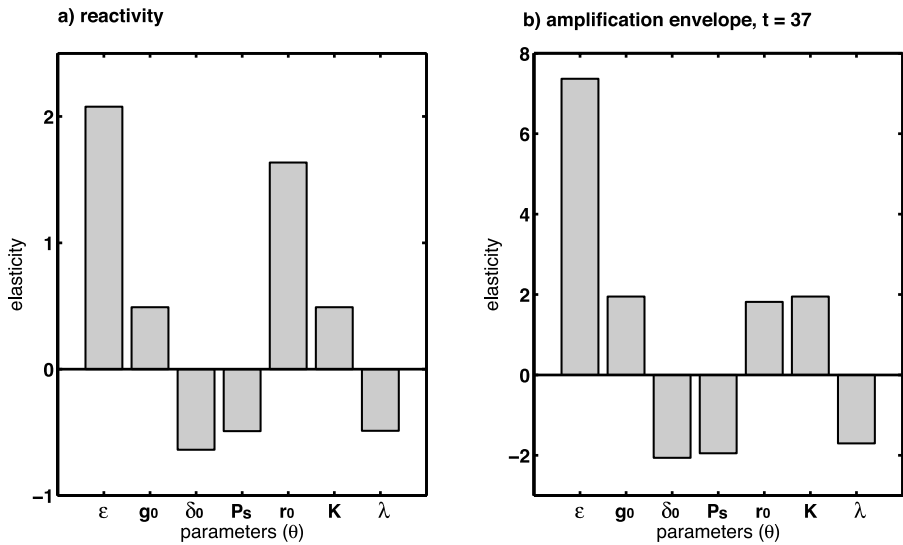 a) reactivity
2
1
0
−1
elasticity
ε g₀ δ₀ Pₛ r₀ K λ
parameters (θ)
b) amplification envelope, t = 37
8
6
4
2
0
−2
elasticity
ε g₀ δ₀ Pₛ r₀ K λ
parameters (θ)